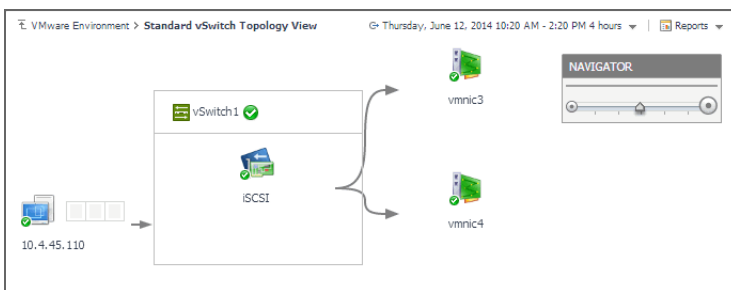 VMware Environment > Standard vSwitch Topology View
Thursday, June 12, 2014 10:20 AM - 2:20 PM 4 hours
Reports
NAVIGATOR
vmnic3
vSwitch1
iSCSI
vmnic4
10.4.45.110